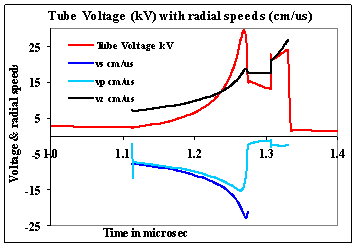 Tube Voltage (kV) with radial speeds (cm/us)
25
Tube Voltage kV
vs cm/us
15
vp cm/us
vz cm/us
5
Voltage & radial speeds
-5
1.0 1.1 1.2 1.3 1.4
-15
-25
Time in microsec